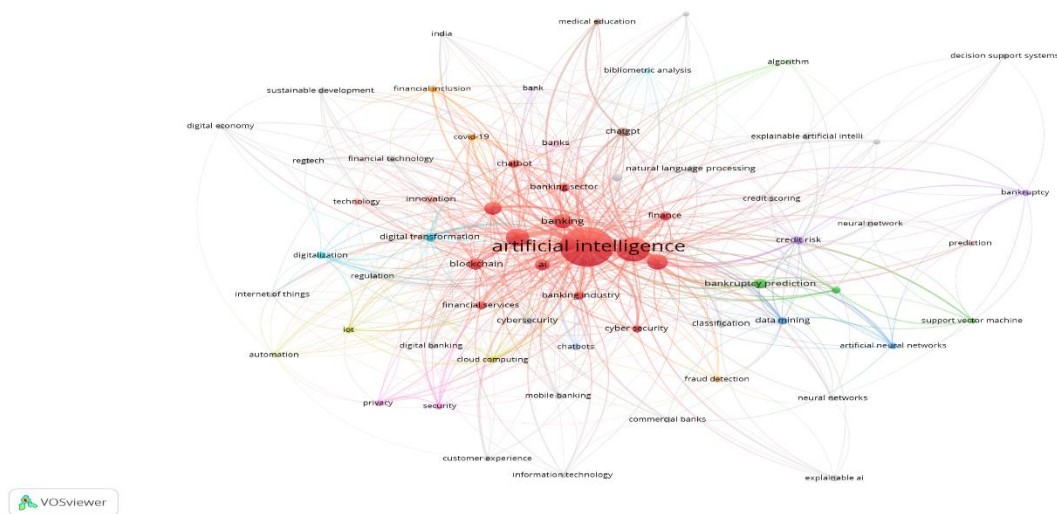 medical education
india
decision support systems
algorithm
bibliometric analysis
sustainable development
financial inclusion
bank
digital economy
covid-19
chatgpt
explainable artificial intelli
banks
regtech
financial technology
chatbot
natural language processing
banking sector
bankruptcy
technology
innovation
credit scoring
banking
finance
neural network
digital transformation
credit risk
prediction
artificial intelligence
digitalization
blockchain
ai
regulation
bankruptcy prediction
internet of things
banking industry
financial services
cybersecurity
classification
data mining
support vector machine
iot
cyber security
digital banking
chatbots
artificial neural networks
automation
cloud computing
fraud detection
mobile banking
neural networks
privacy
security
commercial banks
customer experience
information technology
explainable ai
VOSviewer